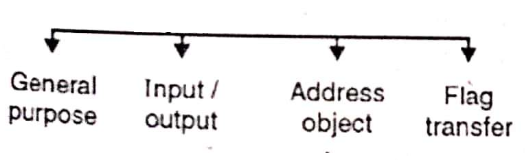 General
purpose
Input /
output
Address
object
Flag
transfer